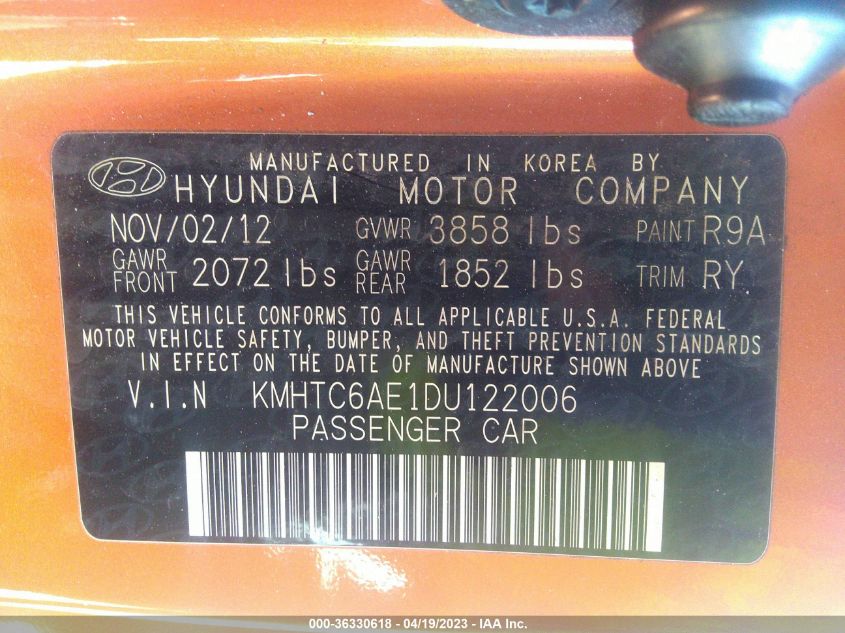 MANUFACTURED IN KOREA BY
HYUNDAI MOTOR COMPANY
NOV/02/12 GVWR 3858 lbs PAINT R9A
GAWR FRONT 2072 lbs GAWR REAR 1852 lbs TRIM RY
THIS VEHICLE CONFORMS TO ALL APPLICABLE U.S.A. FEDERAL
MOTOR VEHICLE SAFETY, BUMPER, AND THEFT PREVENTION STANDARDS
IN EFFECT ON THE DATE OF MANUFACTURE SHOWN ABOVE
V.I.N KMHTC6AE1DU122006
PASSENGER CAR
000-36330618 - 04/19/2023 - IAA Inc.